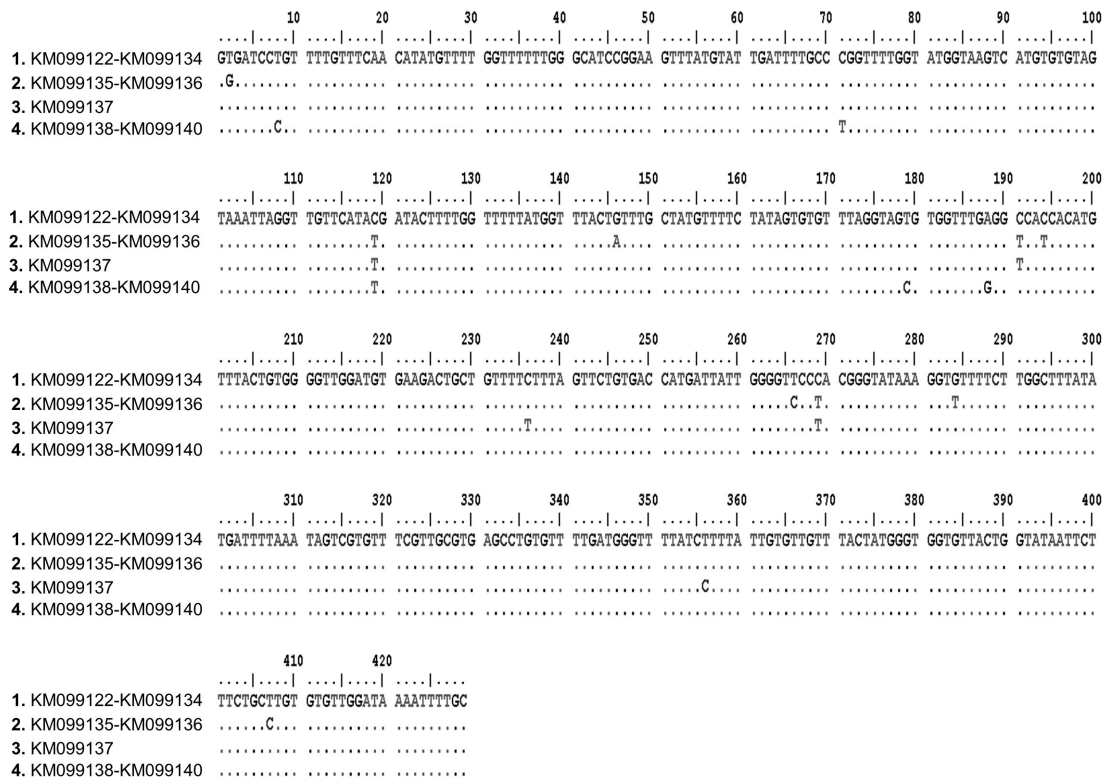 10 20 30 40 50 60 70 80 90 100
....|....| ....|....| ....|....| ....|....| ....|....| ....|....| ....|....| ....|....| ....|....| ....|....|
1. KM099122-KM099134 GTGATCCTGT TTTGTTTCAA CATATGTTTT GGTTTTTTGG GCATCCGGAA GTTTATGTAT TGATTTTGCC CGGTTTTGGT ATGGTAAGTC ATGTGTGTAG
2. KM099135-KM099136 .G........ .......... .......... .......... .......... .......... .......... .......... .......... ..........
3. KM099137 .......... .......... .......... .......... .......... .......... .......... .......... .......... ..........
4. KM099138-KM099140 .......C.. .......... .......... .......... .......... .......... .......... T......... .......... ..........
110 120 130 140 150 160 170 180 190 200
....|....| ....|....| ....|....| ....|....| ....|....| ....|....| ....|....| ....|....| ....|....| ....|....|
1. KM099122-KM099134 TAAATTAGGT TGTTCATACG ATACTTTTGG TTTTTATGGT TTACTGTTTG CTATGTTTTC TATAGTGTGT TTAGGTAGTG TGGTTTGAGG CCACCACATG
2. KM099135-KM099136 .......... ........T. .......... .......... .....A.... .......... .......... .......... .......... T..T......
3. KM099137 .......... ........T. .......... .......... .......... .......... .......... .......... .......... T.........
4. KM099138-KM099140 .......... ........T. .......... .......... .......... .......... .......... ........C. .......G.. ..........
210 220 230 240 250 260 270 280 290 300
....|....| ....|....| ....|....| ....|....| ....|....| ....|....| ....|....| ....|....| ....|....| ....|....|
1. KM099122-KM099134 TTTACTGTGG GGTTGGATGT GAAGACTGCT GTTTTCTTTA GTTCTGTGAC CATGATTATT GGGGTTCCCA CGGGTATAAA GGTGTTTTCT TGGCTTTATA
2. KM099135-KM099136 .......... .......... .......... .......... .......... .......... .....C..T. .......... ...T...... ..........
3. KM099137 .......... .......... .......... .....T.... .......... .......... ........T. .......... .......... ..........
4. KM099138-KM099140 .......... .......... .......... .......... .......... .......... .......... .......... .......... ..........
310 320 330 340 350 360 370 380 390 400
....|....| ....|....| ....|....| ....|....| ....|....| ....|....| ....|....| ....|....| ....|....| ....|....|
1. KM099122-KM099134 TGATTTTAAA TAGTCGTGTT TCGTTGCGTG AGCCTGTGTT TTGATGGGTT TTATCTTTTA TTGTGTTGTT TACTATGGGT GGTGTTACTG GTATAATTCT
2. KM099135-KM099136 .......... .......... .......... .......... .......... .......... .......... .......... .......... ..........
3. KM099137 .......... .......... .......... .......... .......... .....C.... .......... .......... .......... ..........
4. KM099138-KM099140 .......... .......... .......... .......... .......... .......... .......... .......... .......... ..........
410 420
....|....| ....|....| ....|....
1. KM099122-KM099134 TTCTGCTTGT GTGTTGGATA AAATTTTGC
2. KM099135-KM099136 ......C... .......... .........
3. KM099137 .......... .......... .........
4. KM099138-KM099140 .......... .......... .........